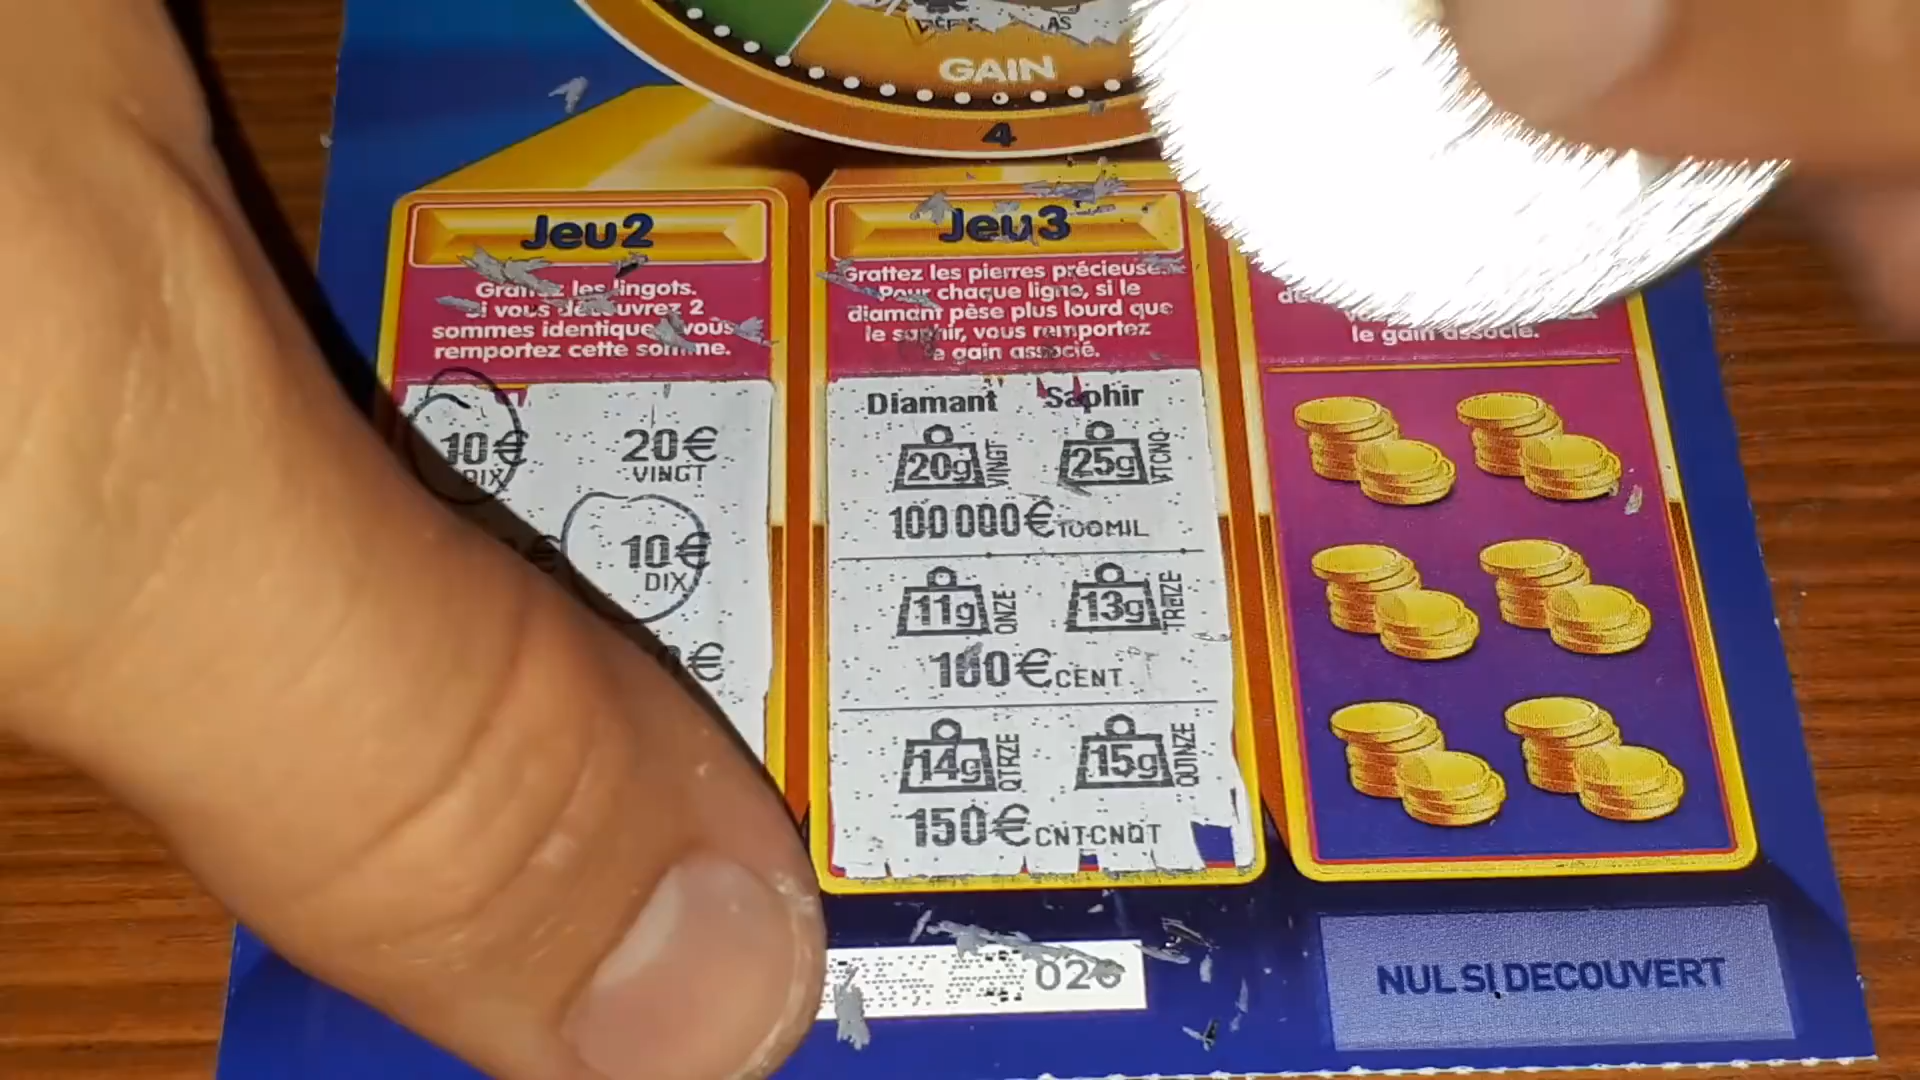 AS
GAIN
4
Jeu2
Grattez les lingots.
Si vous découvrez 2
sommes identiques, vous
remportez cette somme.
10€
DIX
20€
VINGT
€
10€
DIX
€
Jeu3
Grattez les pierres précieuses.
Pour chaque ligne, si le
diamant pèse plus lourd que
le saphir, vous remportez
le gain associé.
Diamant Saphir
20g VINGT 25g VTCNQ
100 000€ 100MIL
11g ONZE 13g TREIZE
100€ CENT
14g QTRZE 15g QUINZE
150€ CNT-CNQT
le gain associé.
026
NUL SI DECOUVERT